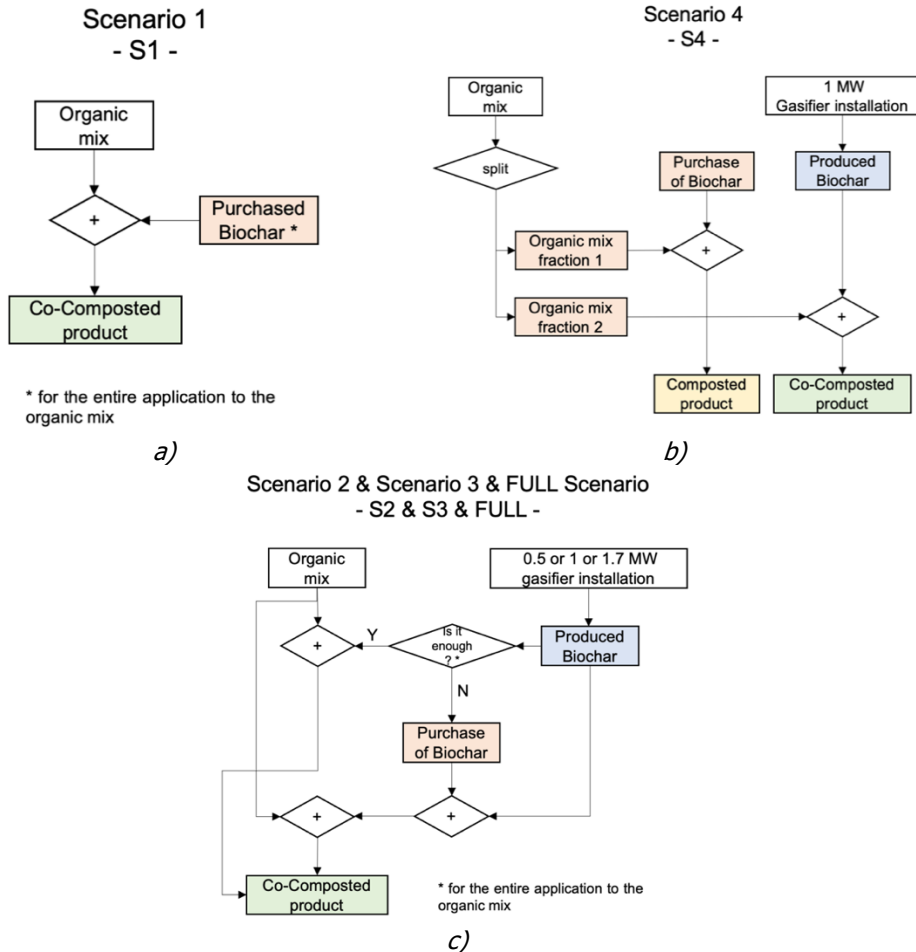 Scenario 1
- S1 -
Organic
mix
+
Purchased
Biochar *
Co-Composted
product
* for the entire application to the
organic mix
a)
Scenario 4
- S4 -
Organic
mix
1 MW
Gasifier installation
split
Purchase
of Biochar
Produced
Biochar
Organic mix
fraction 1
+
Organic mix
fraction 2
+
Composted
product
Co-Composted
product
b)
Scenario 2 & Scenario 3 & FULL Scenario
- S2 & S3 & FULL -
Organic
mix
0.5 or 1 or 1.7 MW
gasifier installation
+
Y
Is it
enough
? *
Produced
Biochar
N
Purchase
of Biochar
+
+
Co-Composted
product
* for the entire application to the
organic mix
c)